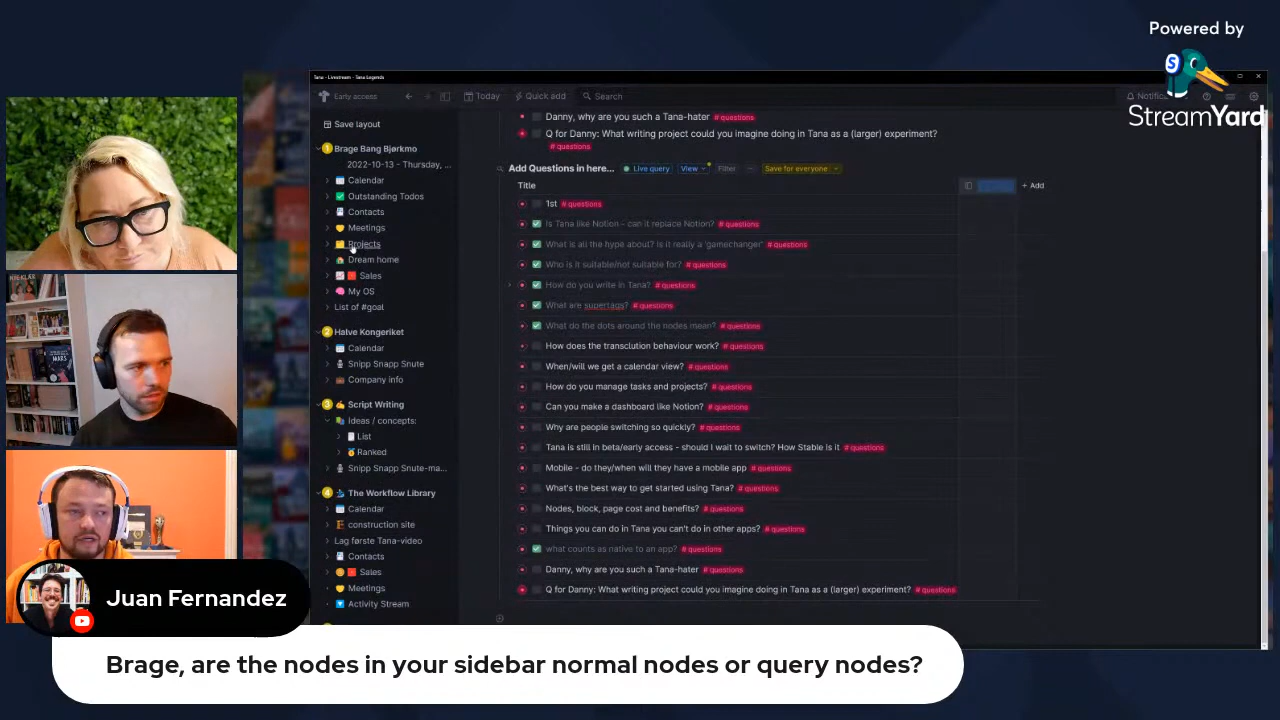 Powered by
StreamYard
Tana - Livestream - Tana Legends
Early access
Today
Quick add
Search
Save layout
1 Brage Bang Bjørkmo
2022-10-13 - Thursday, ...
Calendar
Outstanding Todos
Contacts
Meetings
Projects
Dream home
Sales
My OS
List of #goal
2 Halve Kongeriket
Calendar
Snipp Snapp Snute
Company info
3 Script Writing
Ideas / concepts:
List
Ranked
Snipp Snapp Snute-ma...
4 The Workflow Library
Calendar
construction site
Lag første Tana-video
Contacts
Sales
Meetings
Activity Stream
Danny, why are you such a Tana-hater # questions
Q for Danny: What writing project could you imagine doing in Tana as a (larger) experiment?
# questions
Add Questions in here... Live query View Filter ... Save for everyone
Title
+ Add
1st # questions
Is Tana like Notion - can it replace Notion? # questions
What is all the hype about? Is it really a 'gamechanger' # questions
Who is it suitable/not suitable for? # questions
How do you write in Tana? # questions
What are supertags? # questions
What do the dots around the nodes mean? # questions
How does the transclution behaviour work? # questions
When/will we get a calendar view? # questions
How do you manage tasks and projects? # questions
Can you make a dashboard like Notion? # questions
Why are people switching so quickly? # questions
Tana is still in beta/early access - should I wait to switch? How Stable is it # questions
Mobile - do they/when will they have a mobile app # questions
What's the best way to get started using Tana? # questions
Nodes, block, page cost and benefits? # questions
Things you can do in Tana you can't do in other apps? # questions
what counts as native to an app? # questions
Danny, why are you such a Tana-hater # questions
Q for Danny: What writing project could you imagine doing in Tana as a (larger) experiment? # questions
Juan Fernandez
Brage, are the nodes in your sidebar normal nodes or query nodes?